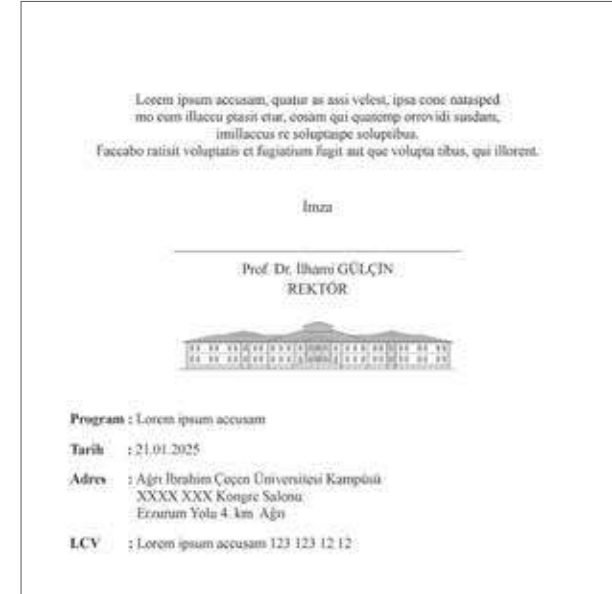 Lorem ipsum accusam, quatur as assi velest, ipsa cone natasped
mo eum illaccu ptasit etur, cosam qui quatemp orrovidi susdam,
imillaccus re soluptaspe soluptibus.
Faccabo ratisit voluptatis et fugiatium fugit aut que volupta tibus, qui illorent.
İmza
Prof. Dr. İlhami GÜLÇİN
REKTÖR
Program : Lorem ipsum accusam
Tarih : 21.01.2025
Adres : Ağrı İbrahim Çeçen Üniversitesi Kampüsü
XXXX XXX Kongre Salonu
Erzurum Yolu 4. km Ağrı
LCV : Lorem ipsum accusam 123 123 12 12